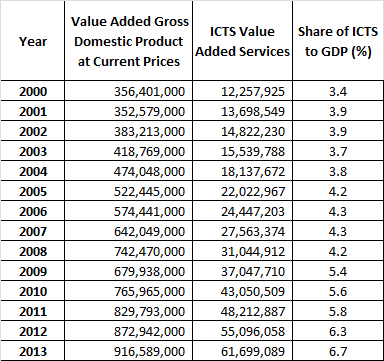 Year Value Added Gross Domestic Product at Current Prices ICTS Value Added Services Share of ICTS to GDP (%)
2000 356,401,000 12,257,925 3.4
2001 352,579,000 13,698,549 3.9
2002 383,213,000 14,822,230 3.9
2003 418,769,000 15,539,788 3.7
2004 474,048,000 18,137,672 3.8
2005 522,445,000 22,022,967 4.2
2006 574,441,000 24,447,203 4.3
2007 642,049,000 27,563,374 4.3
2008 742,470,000 31,044,912 4.2
2009 679,938,000 37,047,710 5.4
2010 765,965,000 43,050,509 5.6
2011 829,793,000 48,212,887 5.8
2012 872,942,000 55,096,058 6.3
2013 916,589,000 61,699,089 6.7